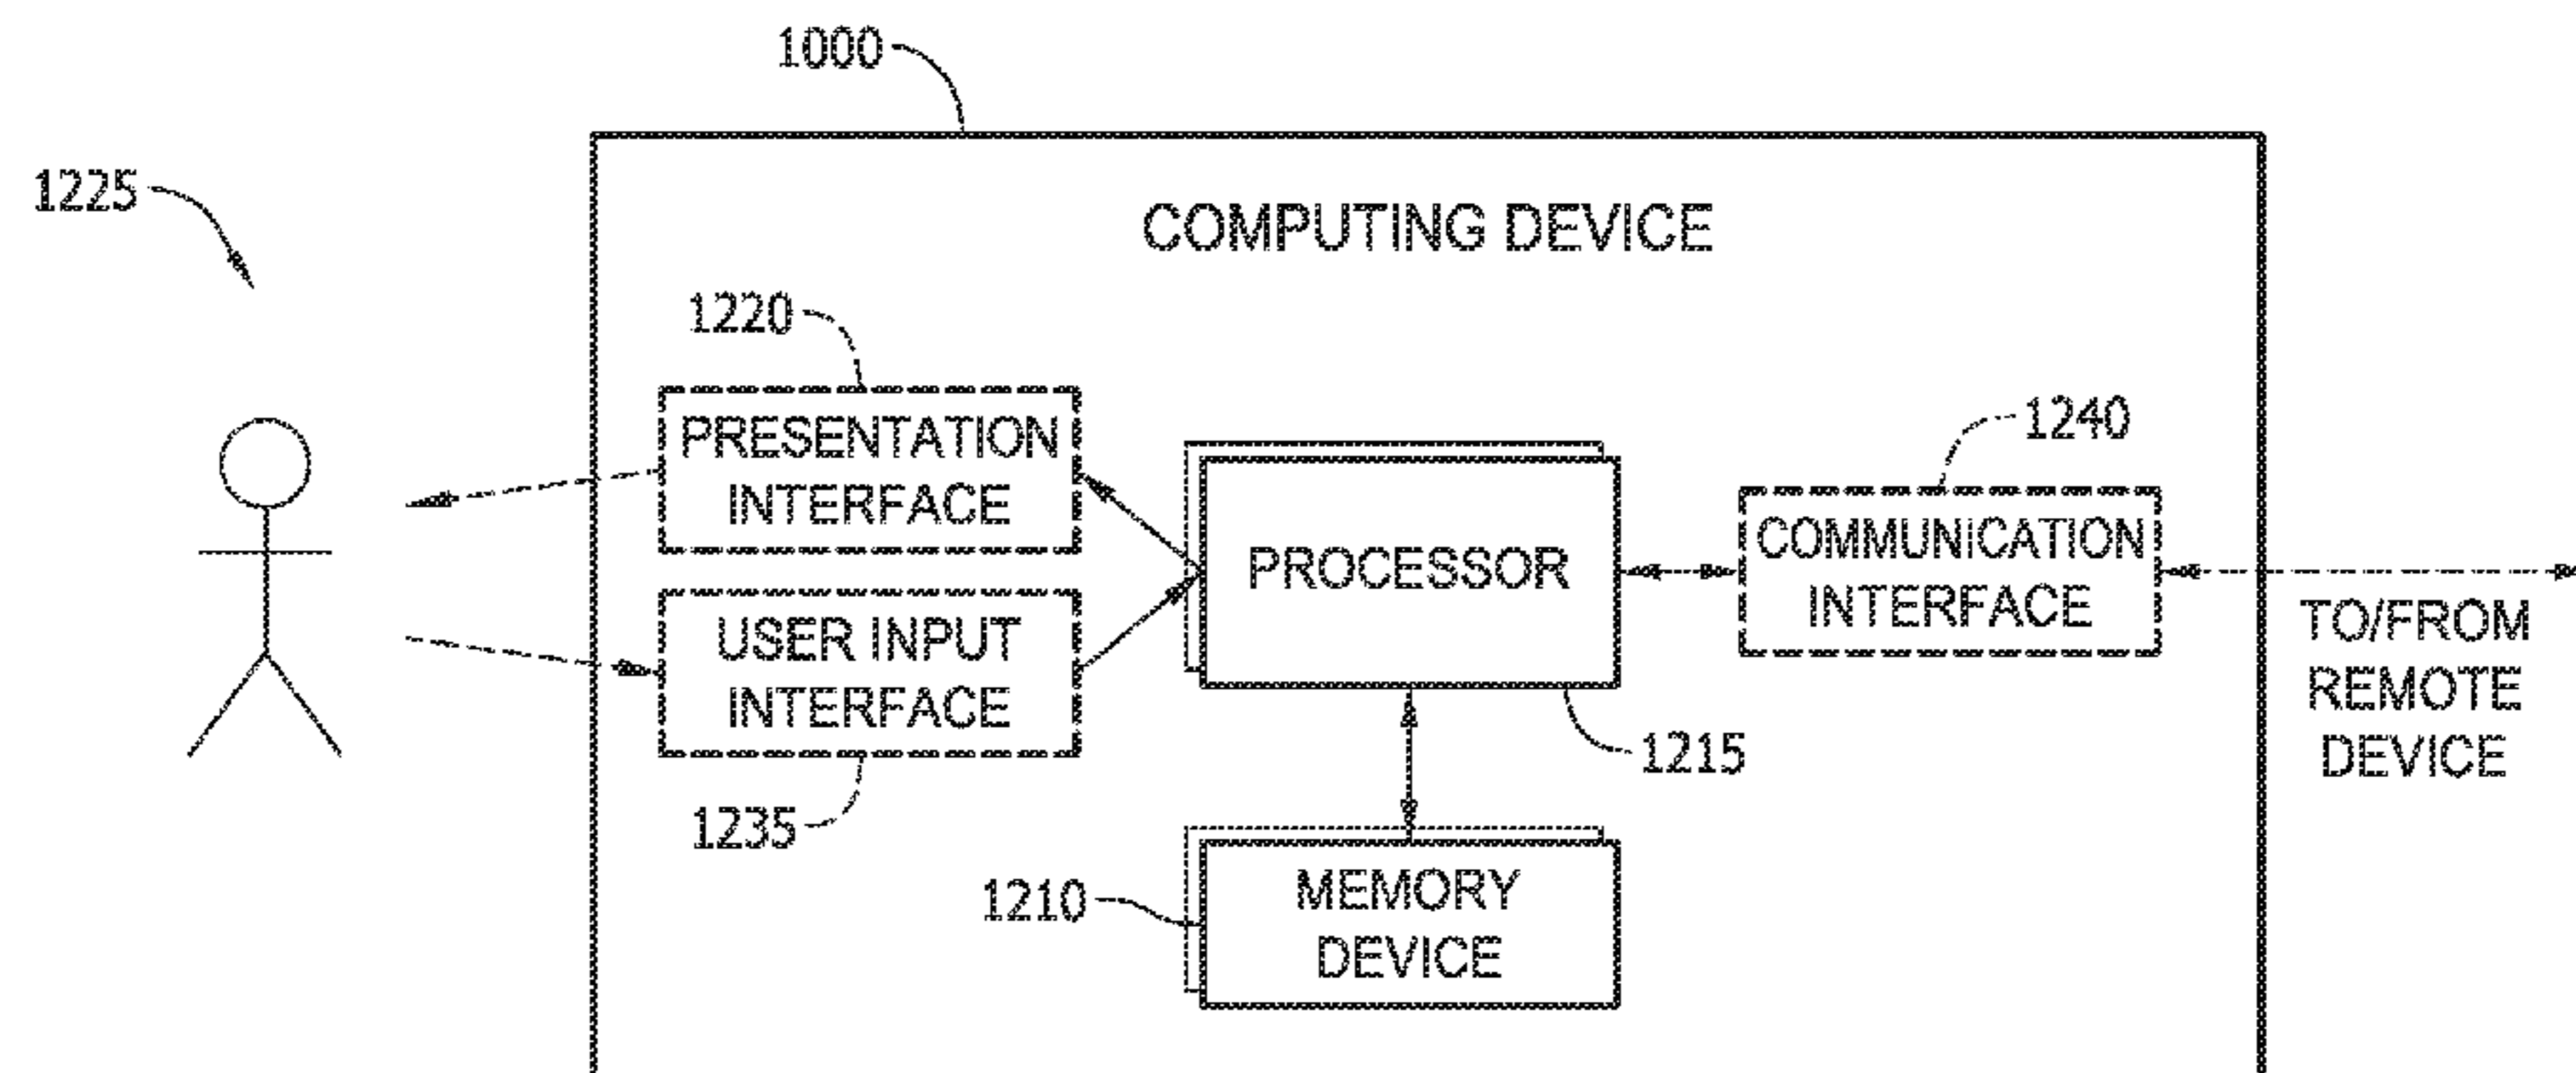 1000
1225
COMPUTING DEVICE
1220
PRESENTATION
INTERFACE
1240
PROCESSOR
COMMUNICATION
INTERFACE
USER INPUT
INTERFACE
TO/FROM
REMOTE
DEVICE
1215
1235
1210
MEMORY
DEVICE